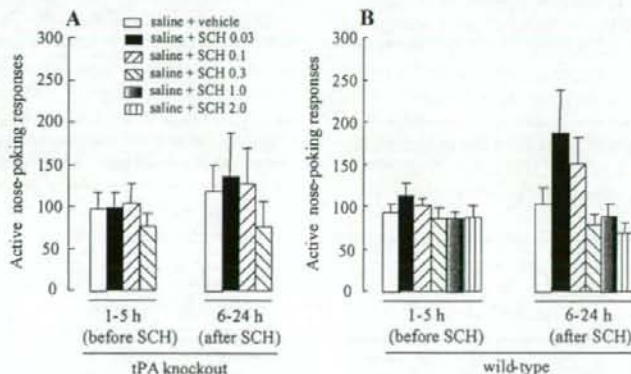 A
saline + vehicle
saline + SCH 0.03
saline + SCH 0.1
saline + SCH 0.3
saline + SCH 1.0
saline + SCH 2.0
Active nose-poking responses
300
250
200
150
100
50
0
1-5 h
(before SCH)
6-24 h
(after SCH)
tPA knockout
B
Active nose-poking responses
300
250
200
150
100
50
0
1-5 h
(before SCH)
6-24 h
(after SCH)
wild-type